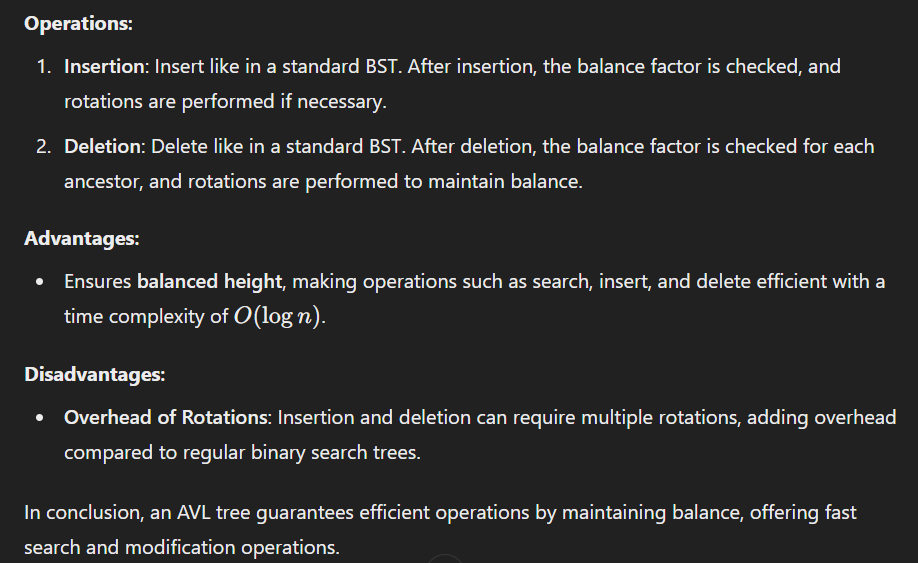 Operations:
1. Insertion: Insert like in a standard BST. After insertion, the balance factor is checked, and
rotations are performed if necessary.
2. Deletion: Delete like in a standard BST. After deletion, the balance factor is checked for each
ancestor, and rotations are performed to maintain balance.
Advantages:
• Ensures balanced height, making operations such as search, insert, and delete efficient with a
time complexity of O(log n).
Disadvantages:
• Overhead of Rotations: Insertion and deletion can require multiple rotations, adding overhead
compared to regular binary search trees.
In conclusion, an AVL tree guarantees efficient operations by maintaining balance, offering fast
search and modification operations.